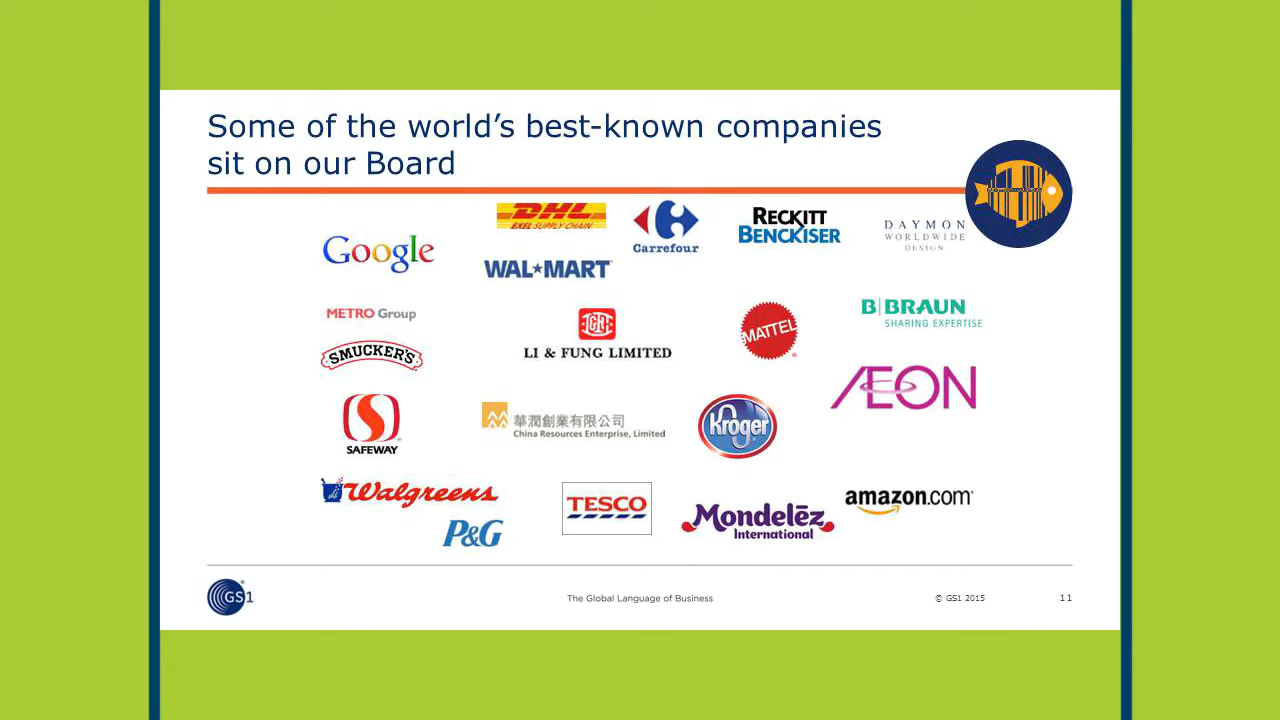 Some of the world's best-known companies
sit on our Board
DHL
EXEL SUPPLY CHAIN
Carrefour
RECKITT
BENCKISER
DAYMON
WORLDWIDE
DESIGN
Google
WAL★MART
METRO Group
LI & FUNG LIMITED
MATTEL
B|BRAUN
SHARING EXPERTISE
SMUCKER'S
ÆON
SAFEWAY
華潤創業有限公司
China Resources Enterprise, Limited
Kroger
Walgreens
P&G
TESCO
Mondelēz
International
amazon.com
GS1
The Global Language of Business
© GS1 2015
11